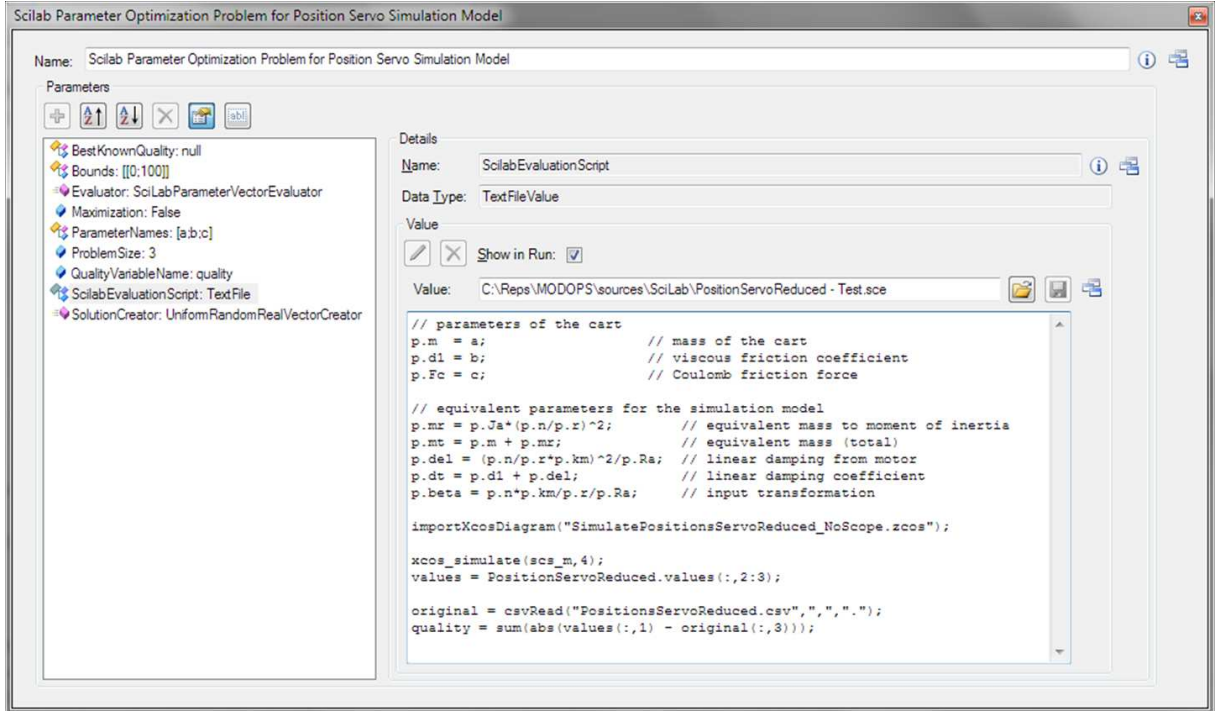 Scilab Parameter Optimization Problem for Position Servo Simulation Model
Name: Scilab Parameter Optimization Problem for Position Servo Simulation Model
Parameters
BestKnownQuality: null
Bounds: [[0;100]]
Evaluator: SciLabParameterVectorEvaluator
Maximization: False
ParameterNames: [a;b;c]
ProblemSize: 3
QualityVariableName: quality
ScilabEvaluationScript: TextFile
SolutionCreator: UniformRandomRealVectorCreator
Details
Name: ScilabEvaluationScript
Data Type: TextFileValue
Value
Show in Run:
Value: C:\Reps\MODOPS\sources\SciLab\PositionServoReduced - Test.sce
// parameters of the cart
p.m  = a;                   // mass of the cart
p.d1 = b;                   // viscous friction coefficient
p.Fc = c;                   // Coulomb friction force
// equivalent parameters for the simulation model
p.mr = p.Ja*(p.n/p.r)^2;        // equivalent mass to moment of inertia
p.mt = p.m + p.mr;              // equivalent mass (total)
p.del = (p.n/p.r*p.km)^2/p.Ra;  // linear damping from motor
p.dt = p.d1 + p.del;            // linear damping coefficient
p.beta = p.n*p.km/p.r/p.Ra;     // input transformation
importXcosDiagram("SimulatePositionsServoReduced_NoScope.zcos");
xcos_simulate(scs_m,4);
values = PositionServoReduced.values(:,2:3);
original = csvRead("PositionsServoReduced.csv",",",".");
quality = sum(abs(values(:,1) - original(:,3)));